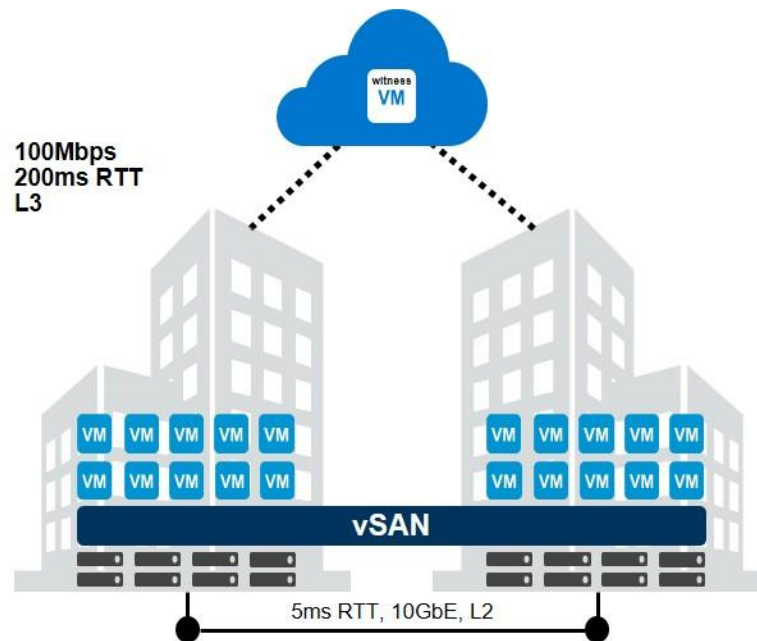 witness
VM
100Mbps
200ms RTT
L3
VM VM VM VM VM VM VM VM VM VM
VM VM VM VM VM VM VM VM VM VM
vSAN
5ms RTT, 10GbE, L2